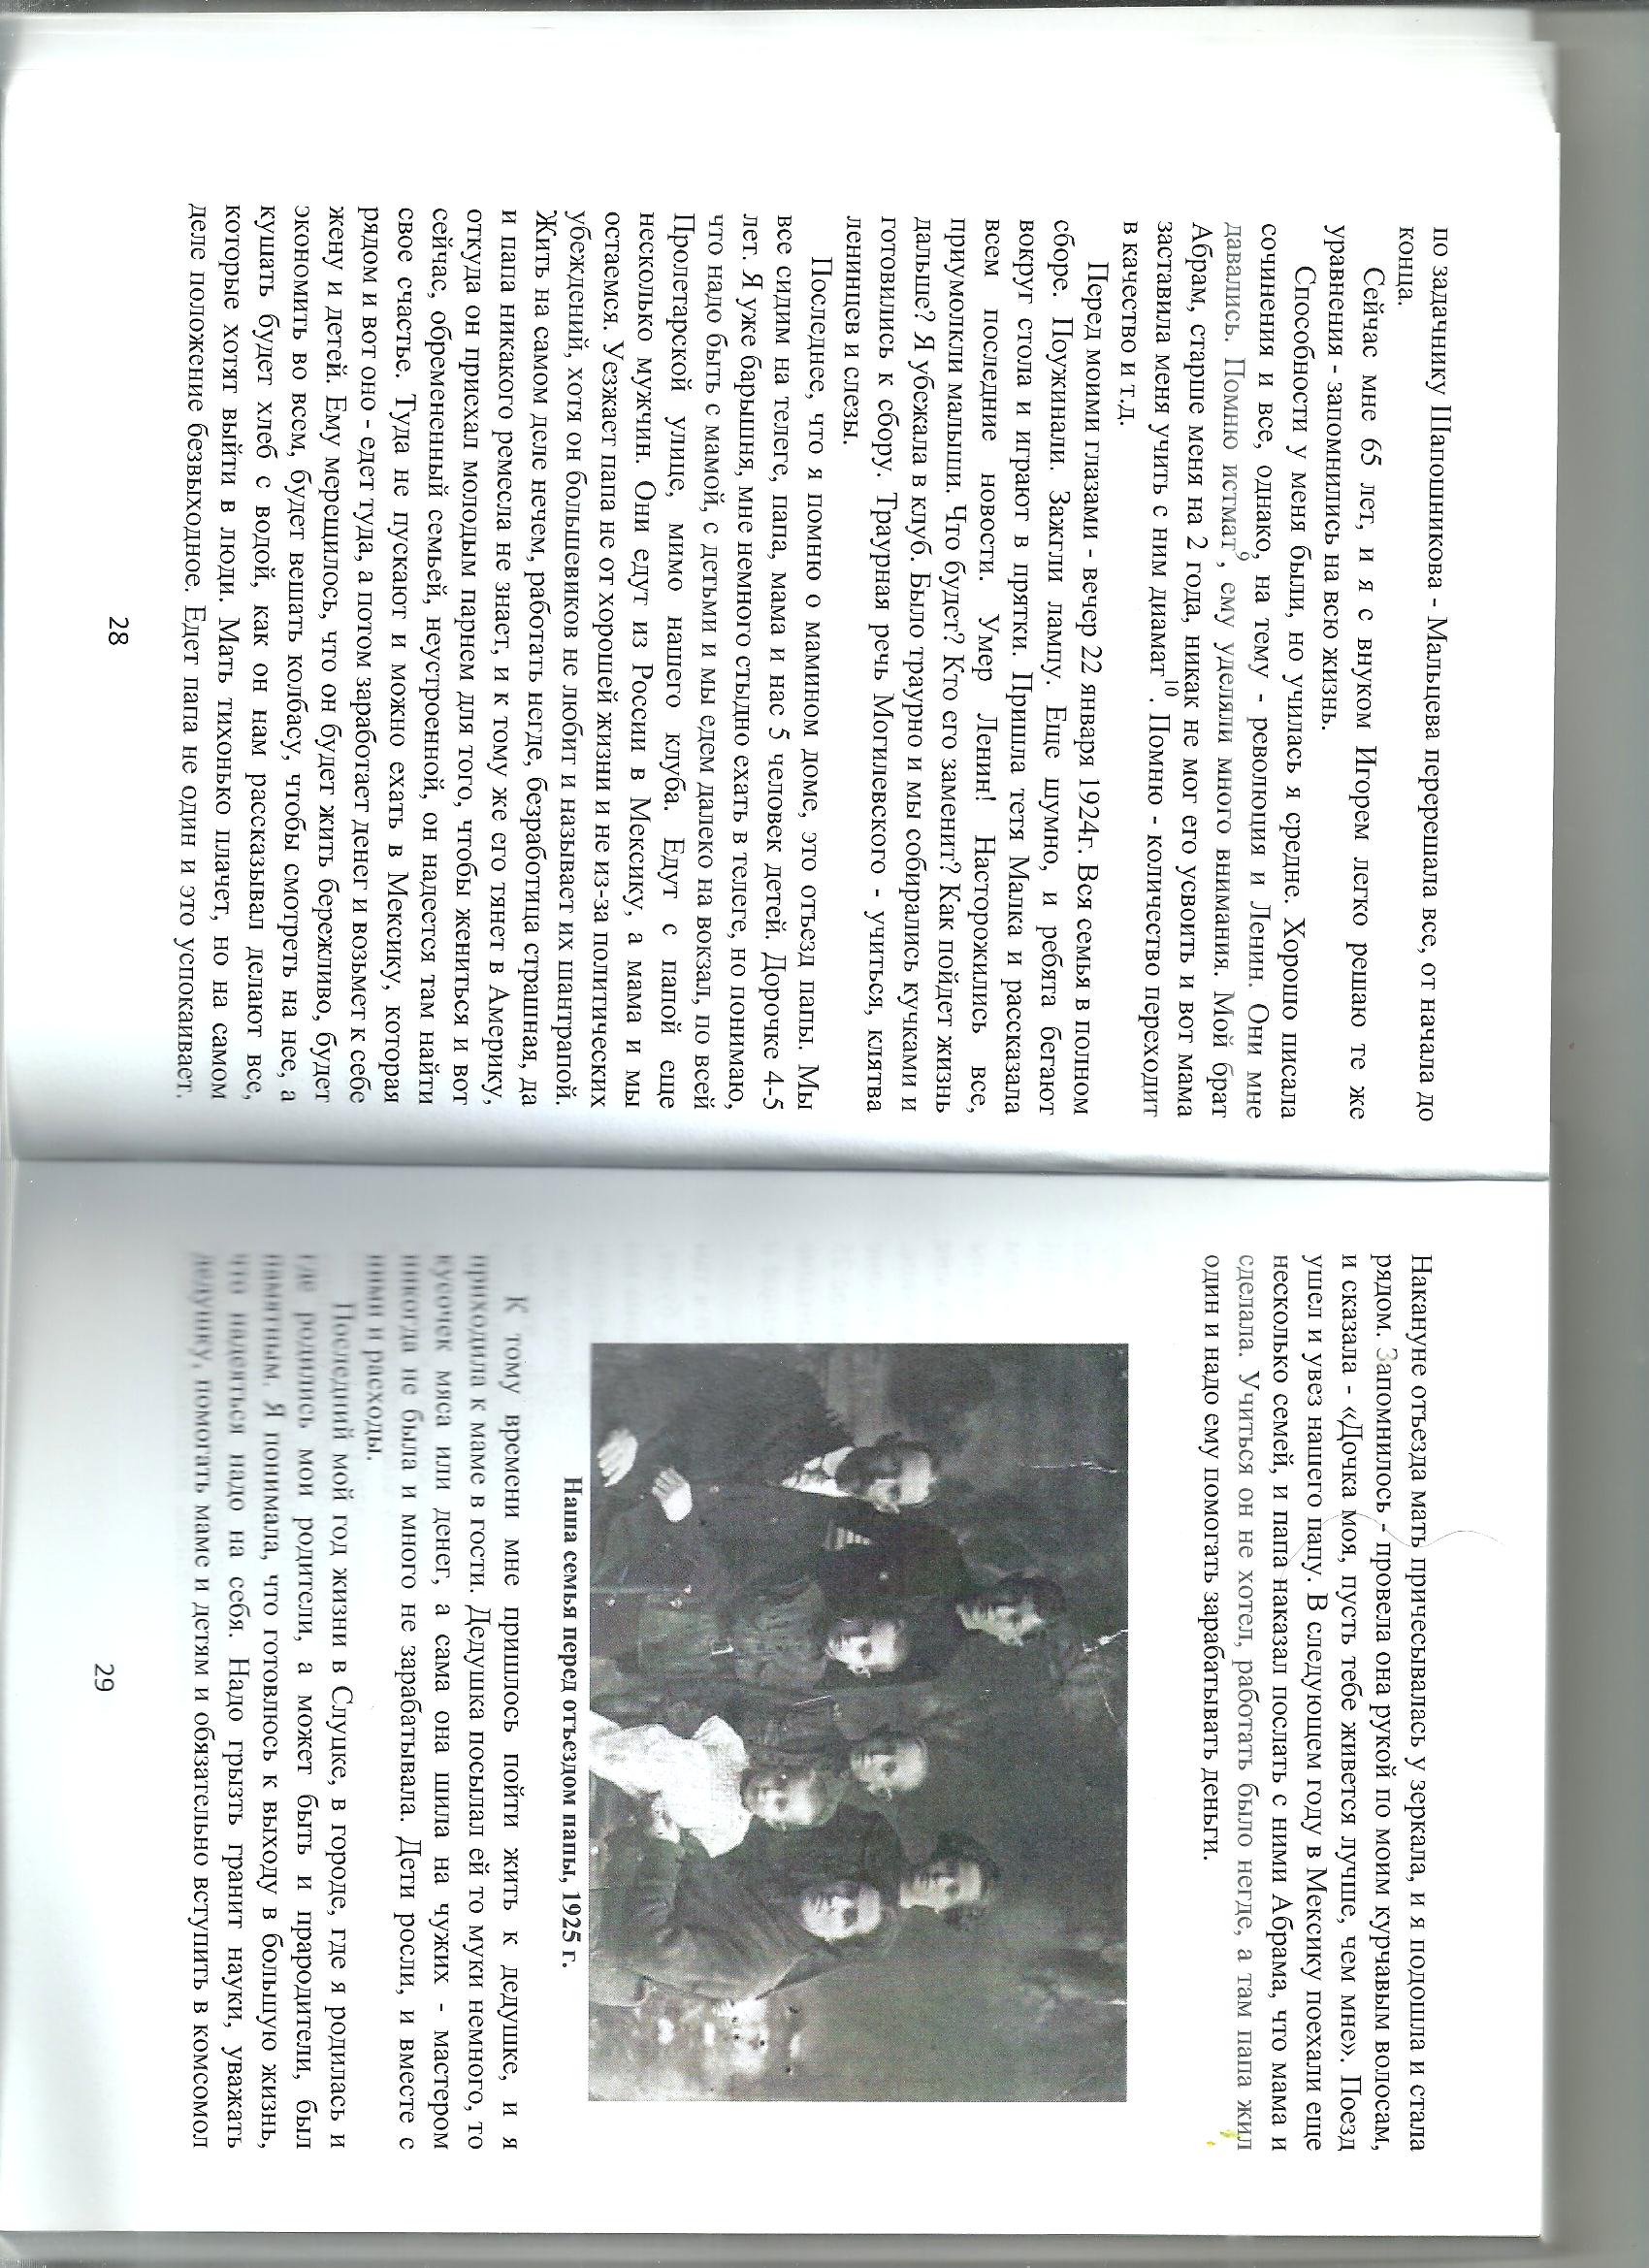 по задачнику Шапошникова - Мальцева перерешала все, от начала до
конца.
Сейчас мне 65 лет, и я с внуком Игорем легко решаю те же
уравнения - запомнились на всю жизнь.
Способности у меня были, но училась я средне. Хорошо писала
сочинения и все, однако, на тему - революция и Ленин. Они мне
давались. Помню истмат⁹, ему уделяли много внимания. Мой брат
Абрам, старше меня на 2 года, никак не мог его усвоить и вот мама
заставила меня учить с ним диамат¹⁰. Помню - количество переходит
в качество и т.д.
Перед моими глазами - вечер 22 января 1924г. Вся семья в полном
сборе. Поужинали. Зажгли лампу. Еще шумно, и ребята бегают
вокруг стола и играют в прятки. Пришла тетя Малка и рассказала
всем последние новости. Умер Ленин! Насторожились все,
приумолкли малыши. Что будет? Кто его заменит? Как пойдет жизнь
дальше? Я убежала в клуб. Было траурно и мы собирались кучками и
готовились к сбору. Траурная речь Могилевского - учиться, клятва
ленинцев и слезы.
Последнее, что я помню о мамином доме, это отъезд папы. Мы
все сидим на телеге, папа, мама и нас 5 человек детей. Дорочке 4-5
лет. Я уже барышня, мне немного стыдно ехать в телеге, но понимаю,
что надо быть с мамой, с детьми и мы едем далеко на вокзал, по всей
Пролетарской улице, мимо нашего клуба. Едут с папой еще
несколько мужчин. Они едут из России в Мексику, а мама и мы
остаемся. Уезжает папа не от хорошей жизни и не из-за политических
убеждений, хотя он большевиков не любит и называет их шантрапой.
Жить на самом деле нечем, работать негде, безработица страшная, да
и папа никакого ремесла не знает, и к тому же его тянет в Америку,
откуда он приехал молодым парнем для того, чтобы жениться и вот
сейчас, обремененный семьей, неустроенной, он надеется там найти
свое счастье. Туда не пускают и можно ехать в Мексику, которая
рядом и вот оно - едет туда, а потом заработает денег и возьмет к себе
жену и детей. Ему мерещилось, что он будет жить бережливо, будет
экономить во всем, будет вешать колбасу, чтобы смотреть на нее, а
кушать будет хлеб с водой, как он нам рассказывал делают все,
которые хотят выйти в люди. Мать тихонько плачет, но на самом
деле положение безвыходное. Едет папа не один и это успокаивает.
28
Накануне отъезда мать причесывалась у зеркала, и я подошла и стала
рядом. Запомнилось - провела она рукой по моим курчавым волосам,
и сказала - «Дочка моя, пусть тебе живется лучше, чем мне». Поезд
ушел и увез нашего папу. В следующем году в Мексику поехали еще
несколько семей, и папа наказал послать с ними Абрама, что мама и
сделала. Учиться он не хотел, работать было негде, а там папа жил
один и надо ему помогать зарабатывать деньги.
Наша семья перед отъездом папы, 1925 г.
К тому времени мне пришлось пойти жить к дедушке, и я
приходила к маме в гости. Дедушка посылал ей то муки немного, то
кусочек мяса или денег, а сама она шила на чужих - мастером
никогда не была и много не зарабатывала. Дети росли, и вместе с
ними и расходы.
Последний мой год жизни в Слуцке, в городе, где я родилась и
где родились мои родители, а может быть и прародители, был
памятным. Я понимала, что готовлюсь к выходу в большую жизнь,
что надеяться надо на себя. Надо грызть гранит науки, уважать
дедушку, помогать маме и детям и обязательно вступить в комсомол
29